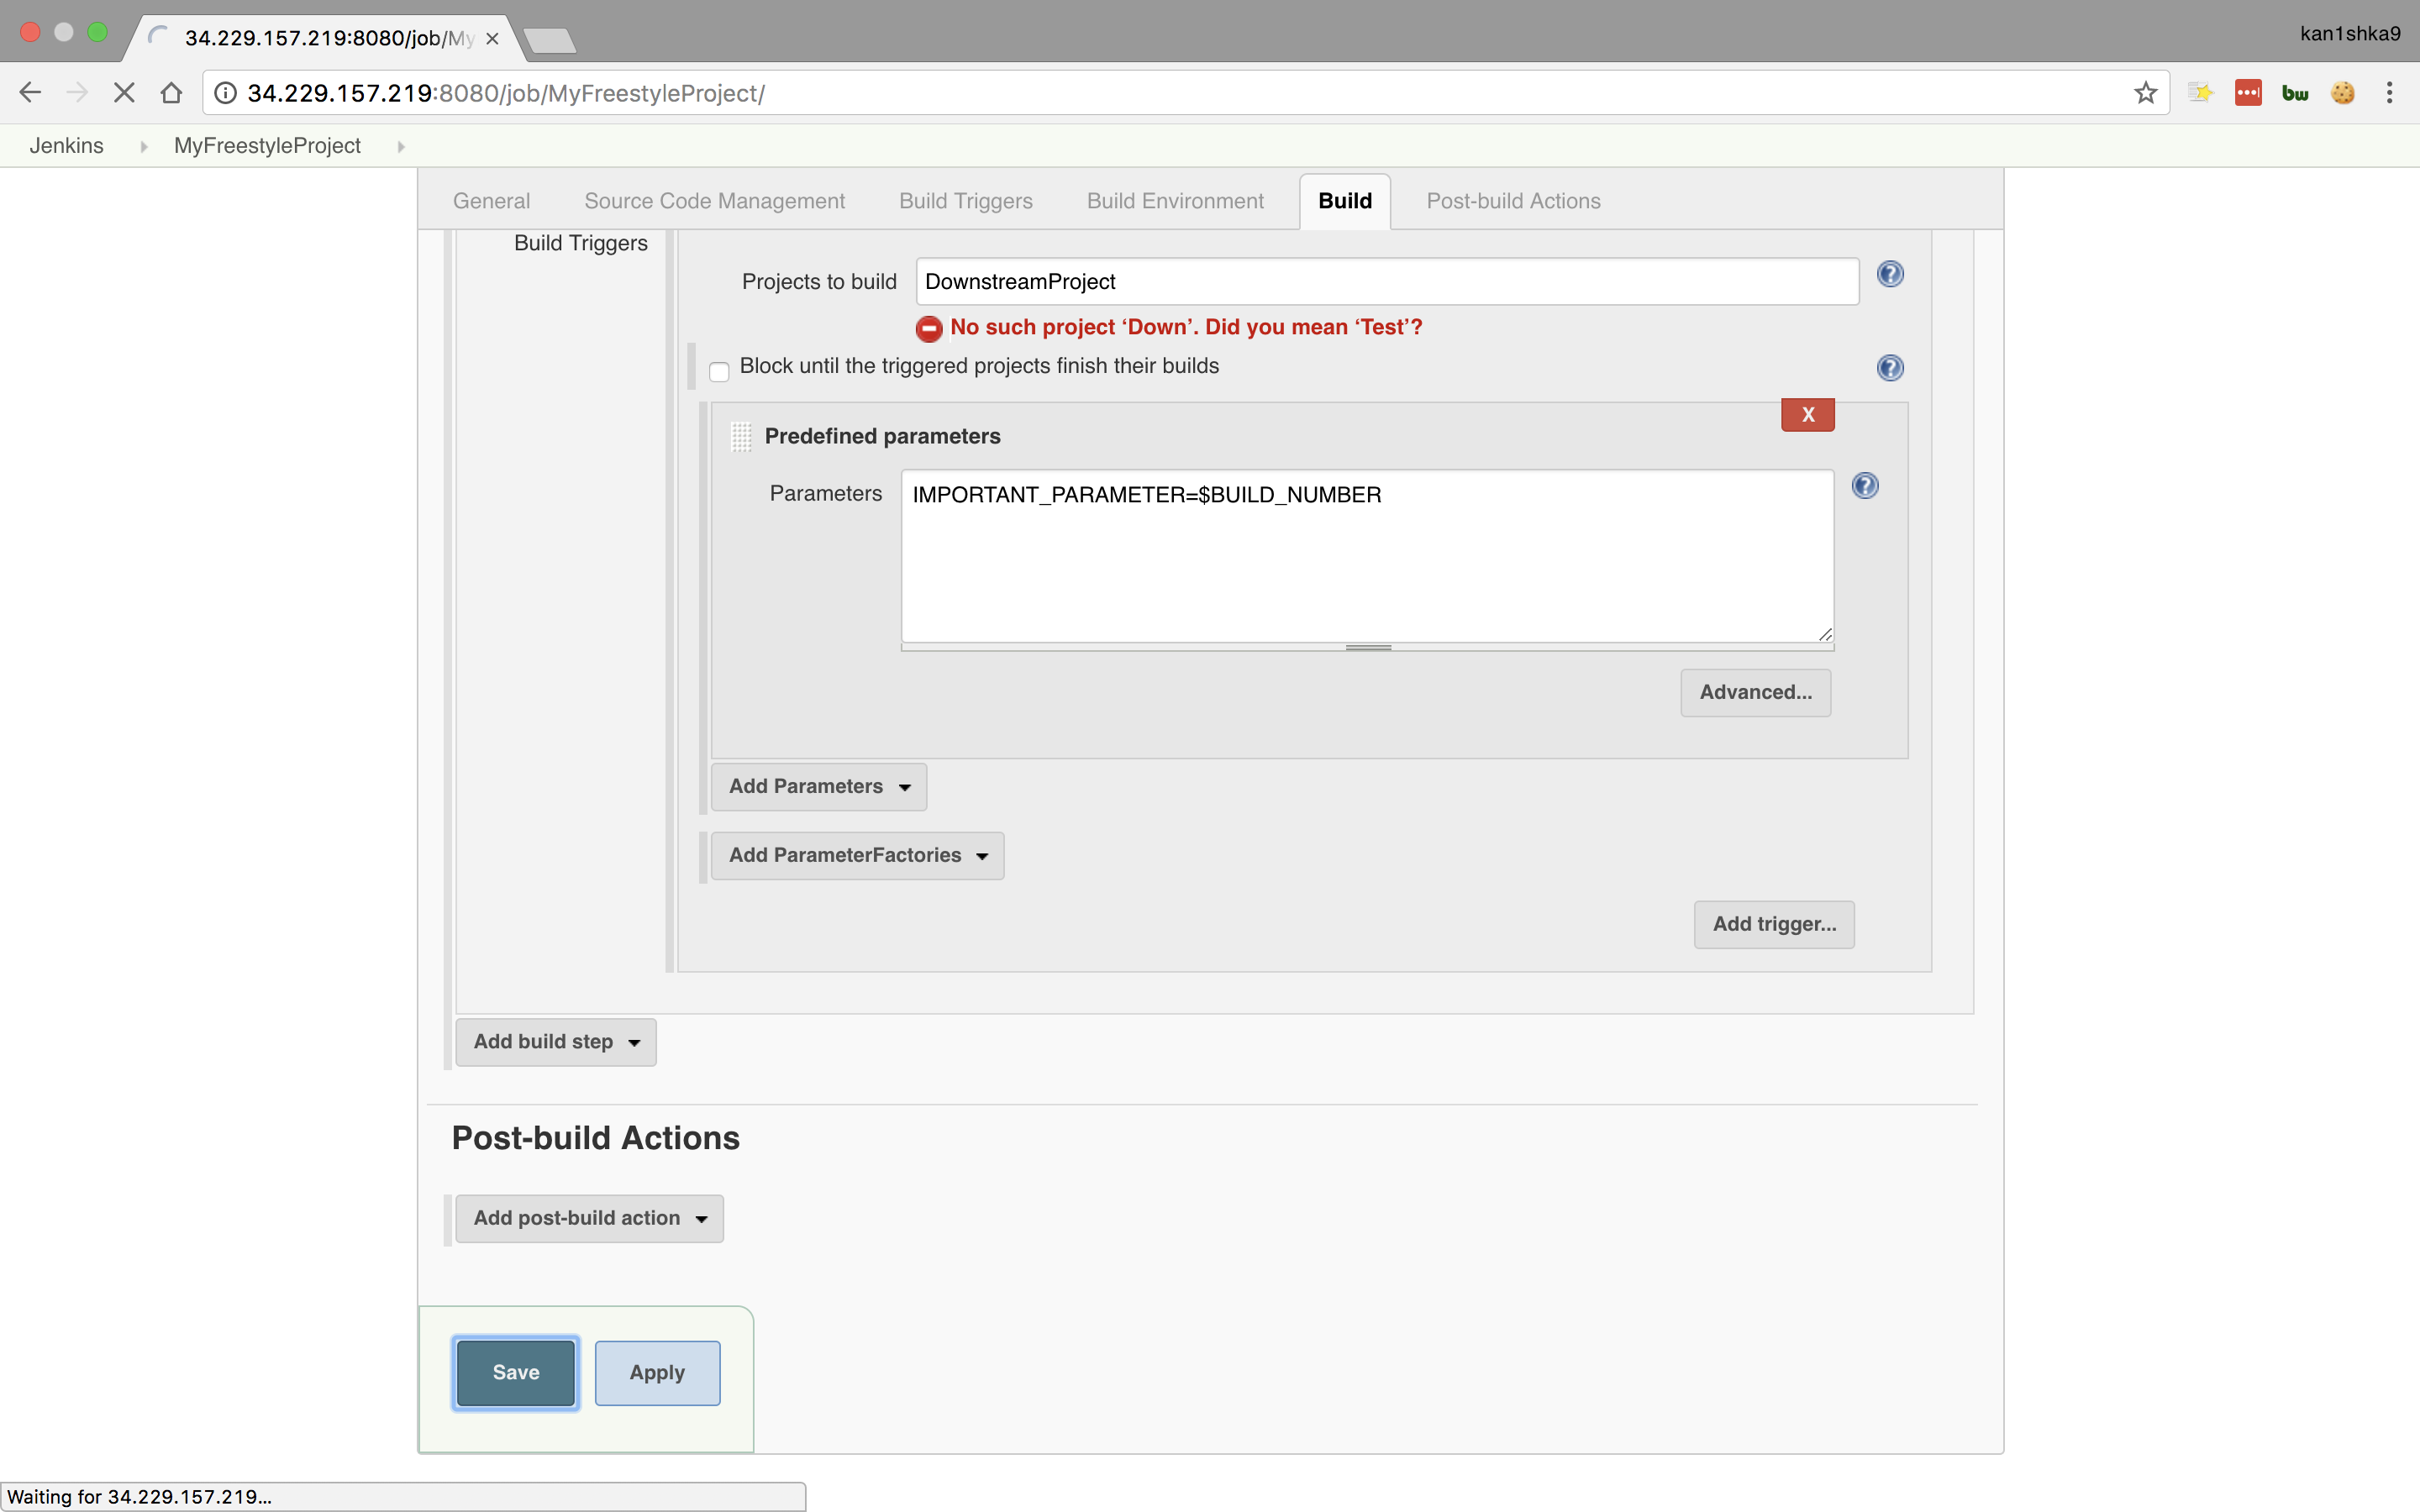 34.229.157.219:8080/job/My
kan1shka9
34.229.157.219:8080/job/MyFreestyleProject/
bw
Jenkins MyFreestyleProject
General Source Code Management Build Triggers Build Environment Build Post-build Actions
Build Triggers
Projects to build DownstreamProject
No such project ‘Down’. Did you mean ‘Test’?
Block until the triggered projects finish their builds
X
Predefined parameters
Parameters IMPORTANT_PARAMETER=$BUILD_NUMBER
Advanced...
Add Parameters
Add ParameterFactories
Add trigger...
Add build step
Post-build Actions
Add post-build action
Save Apply
Waiting for 34.229.157.219...